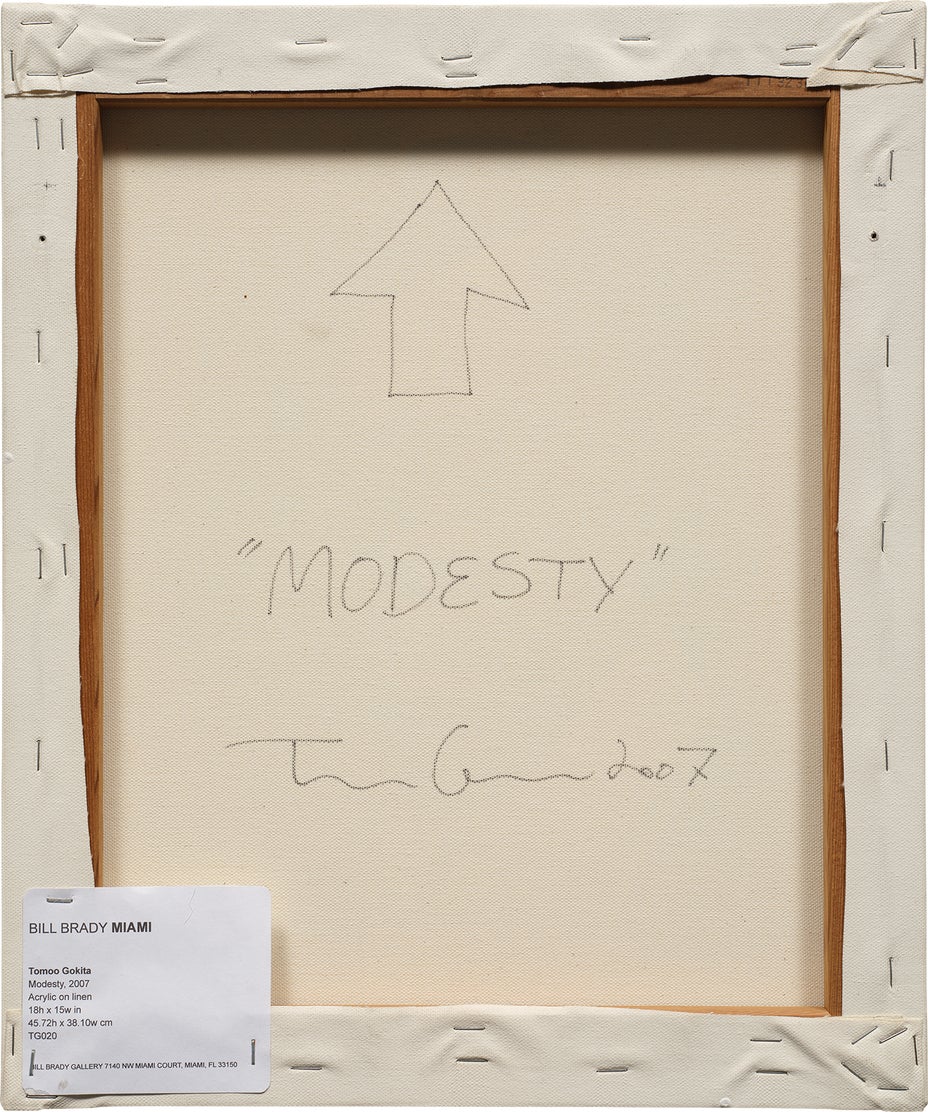 "MODESTY"
2007
BILL BRADY MIAMI
Tomoo Gokita
Modesty, 2007
Acrylic on linen
18h x 15w in
45.72h x 38.10w cm
TG020
BILL BRADY GALLERY 7140 NW MIAMI COURT, MIAMI, FL 33150